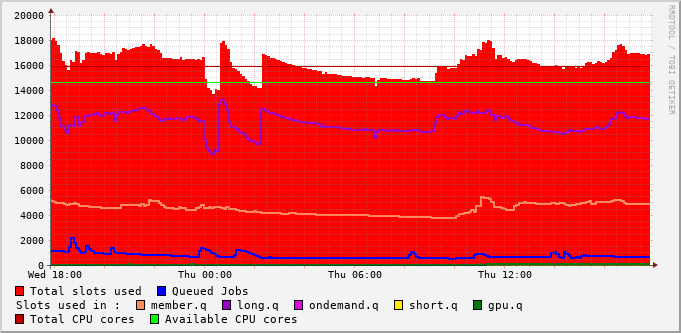 20000
18000
16000
14000
12000
10000
8000
6000
4000
2000
0
Wed 18:00 Thu 00:00 Thu 06:00 Thu 12:00
Total slots used Queued Jobs
Slots used in : member.q long.q ondemand.q short.q gpu.q
Total CPU cores Available CPU cores
RRDTOOL / TOBI OETIKER